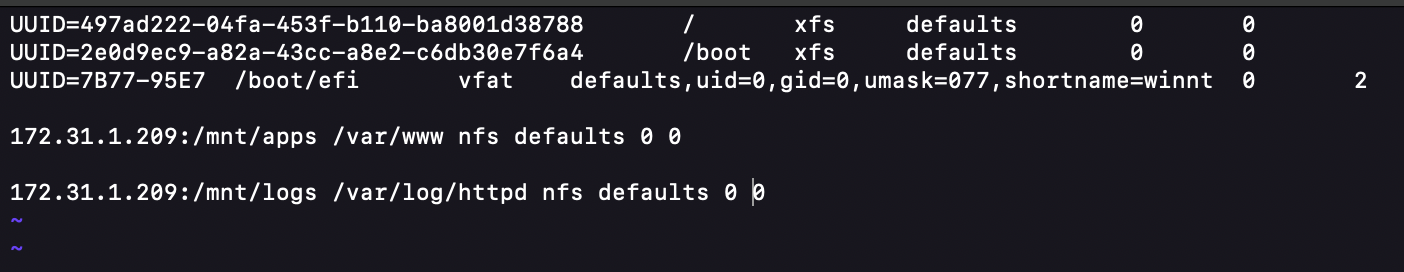 UUID=497ad222-04fa-453f-b110-ba8001d38788 / xfs defaults 0 0
UUID=2e0d9ec9-a82a-43cc-a8e2-c6db30e7f6a4 /boot xfs defaults 0 0
UUID=7B77-95E7 /boot/efi vfat defaults,uid=0,gid=0,umask=077,shortname=winnt 0 2
172.31.1.209:/mnt/apps /var/www nfs defaults 0 0
172.31.1.209:/mnt/logs /var/log/httpd nfs defaults 0 0
~
~